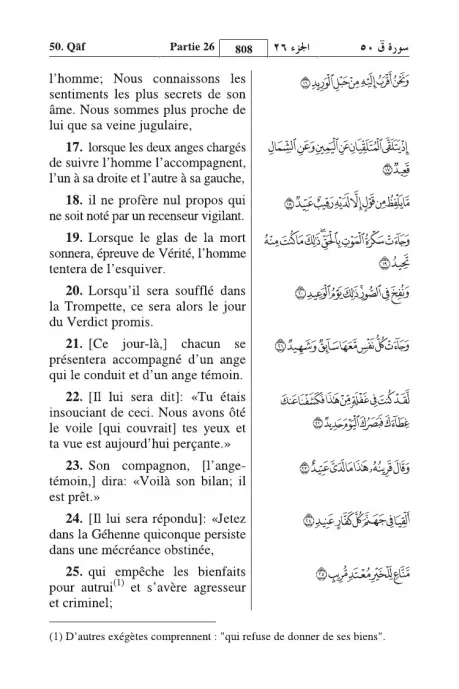 50. Qāf Partie 26 808 الجزء ٢٦ سورة ق ٥٠
l'homme; Nous connaissons les
sentiments les plus secrets de son
âme. Nous sommes plus proche de
lui que sa veine jugulaire,
17. lorsque les deux anges chargés
de suivre l'homme l'accompagnent,
l'un à sa droite et l'autre à sa gauche,
18. il ne profère nul propos qui
ne soit noté par un recenseur vigilant.
19. Lorsque le glas de la mort
sonnera, épreuve de Vérité, l'homme
tentera de l'esquiver.
20. Lorsqu'il sera soufflé dans
la Trompette, ce sera alors le jour
du Verdict promis.
21. [Ce jour-là,] chacun se
présentera accompagné d'un ange
qui le conduit et d'un ange témoin.
22. [Il lui sera dit]: «Tu étais
insouciant de ceci. Nous avons ôté
le voile [qui couvrait] tes yeux et
ta vue est aujourd'hui perçante.»
23. Son compagnon, [l'ange-
témoin,] dira: «Voilà son bilan; il
est prêt.»
24. [Il lui sera répondu]: «Jetez
dans la Géhenne quiconque persiste
dans une mécréance obstinée,
25. qui empêche les bienfaits
pour autrui(1) et s'avère agresseur
et criminel;
وَنَحْنُ أَقْرَبُ إِلَيْهِ مِنْ حَبْلِ الْوَرِيدِ ١٦
إِذْ يَتَلَقَّى الْمُتَلَقِّيَانِ عَنِ الْيَمِينِ وَعَنِ الشِّمَالِ
قَعِيدٌ ١٧
مَّا يَلْفِظُ مِن قَوْلٍ إِلَّا لَدَيْهِ رَقِيبٌ عَتِيدٌ ١٨
وَجَاءَتْ سَكْرَةُ الْمَوْتِ بِالْحَقِّ ذَٰلِكَ مَا كُنتَ مِنْهُ
تَحِيدُ ١٩
وَنُفِخَ فِي الصُّورِ ذَٰلِكَ يَوْمُ الْوَعِيدِ ٢٠
وَجَاءَتْ كُلُّ نَفْسٍ مَّعَهَا سَائِقٌ وَشَهِيدٌ ٢١
لَّقَدْ كُنتَ فِي غَفْلَةٍ مِّنْ هَٰذَا فَكَشَفْنَا عَنكَ
غِطَاءَكَ فَبَصَرُكَ الْيَوْمَ حَدِيدٌ ٢٢
وَقَالَ قَرِينُهُ هَٰذَا مَا لَدَيَّ عَتِيدٌ ٢٣
أَلْقِيَا فِي جَهَنَّمَ كُلَّ كَفَّارٍ عَنِيدٍ ٢٤
مَّنَّاعٍ لِّلْخَيْرِ مُعْتَدٍ مُّرِيبٍ ٢٥
(1) D'autres exégètes comprennent : "qui refuse de donner de ses biens".